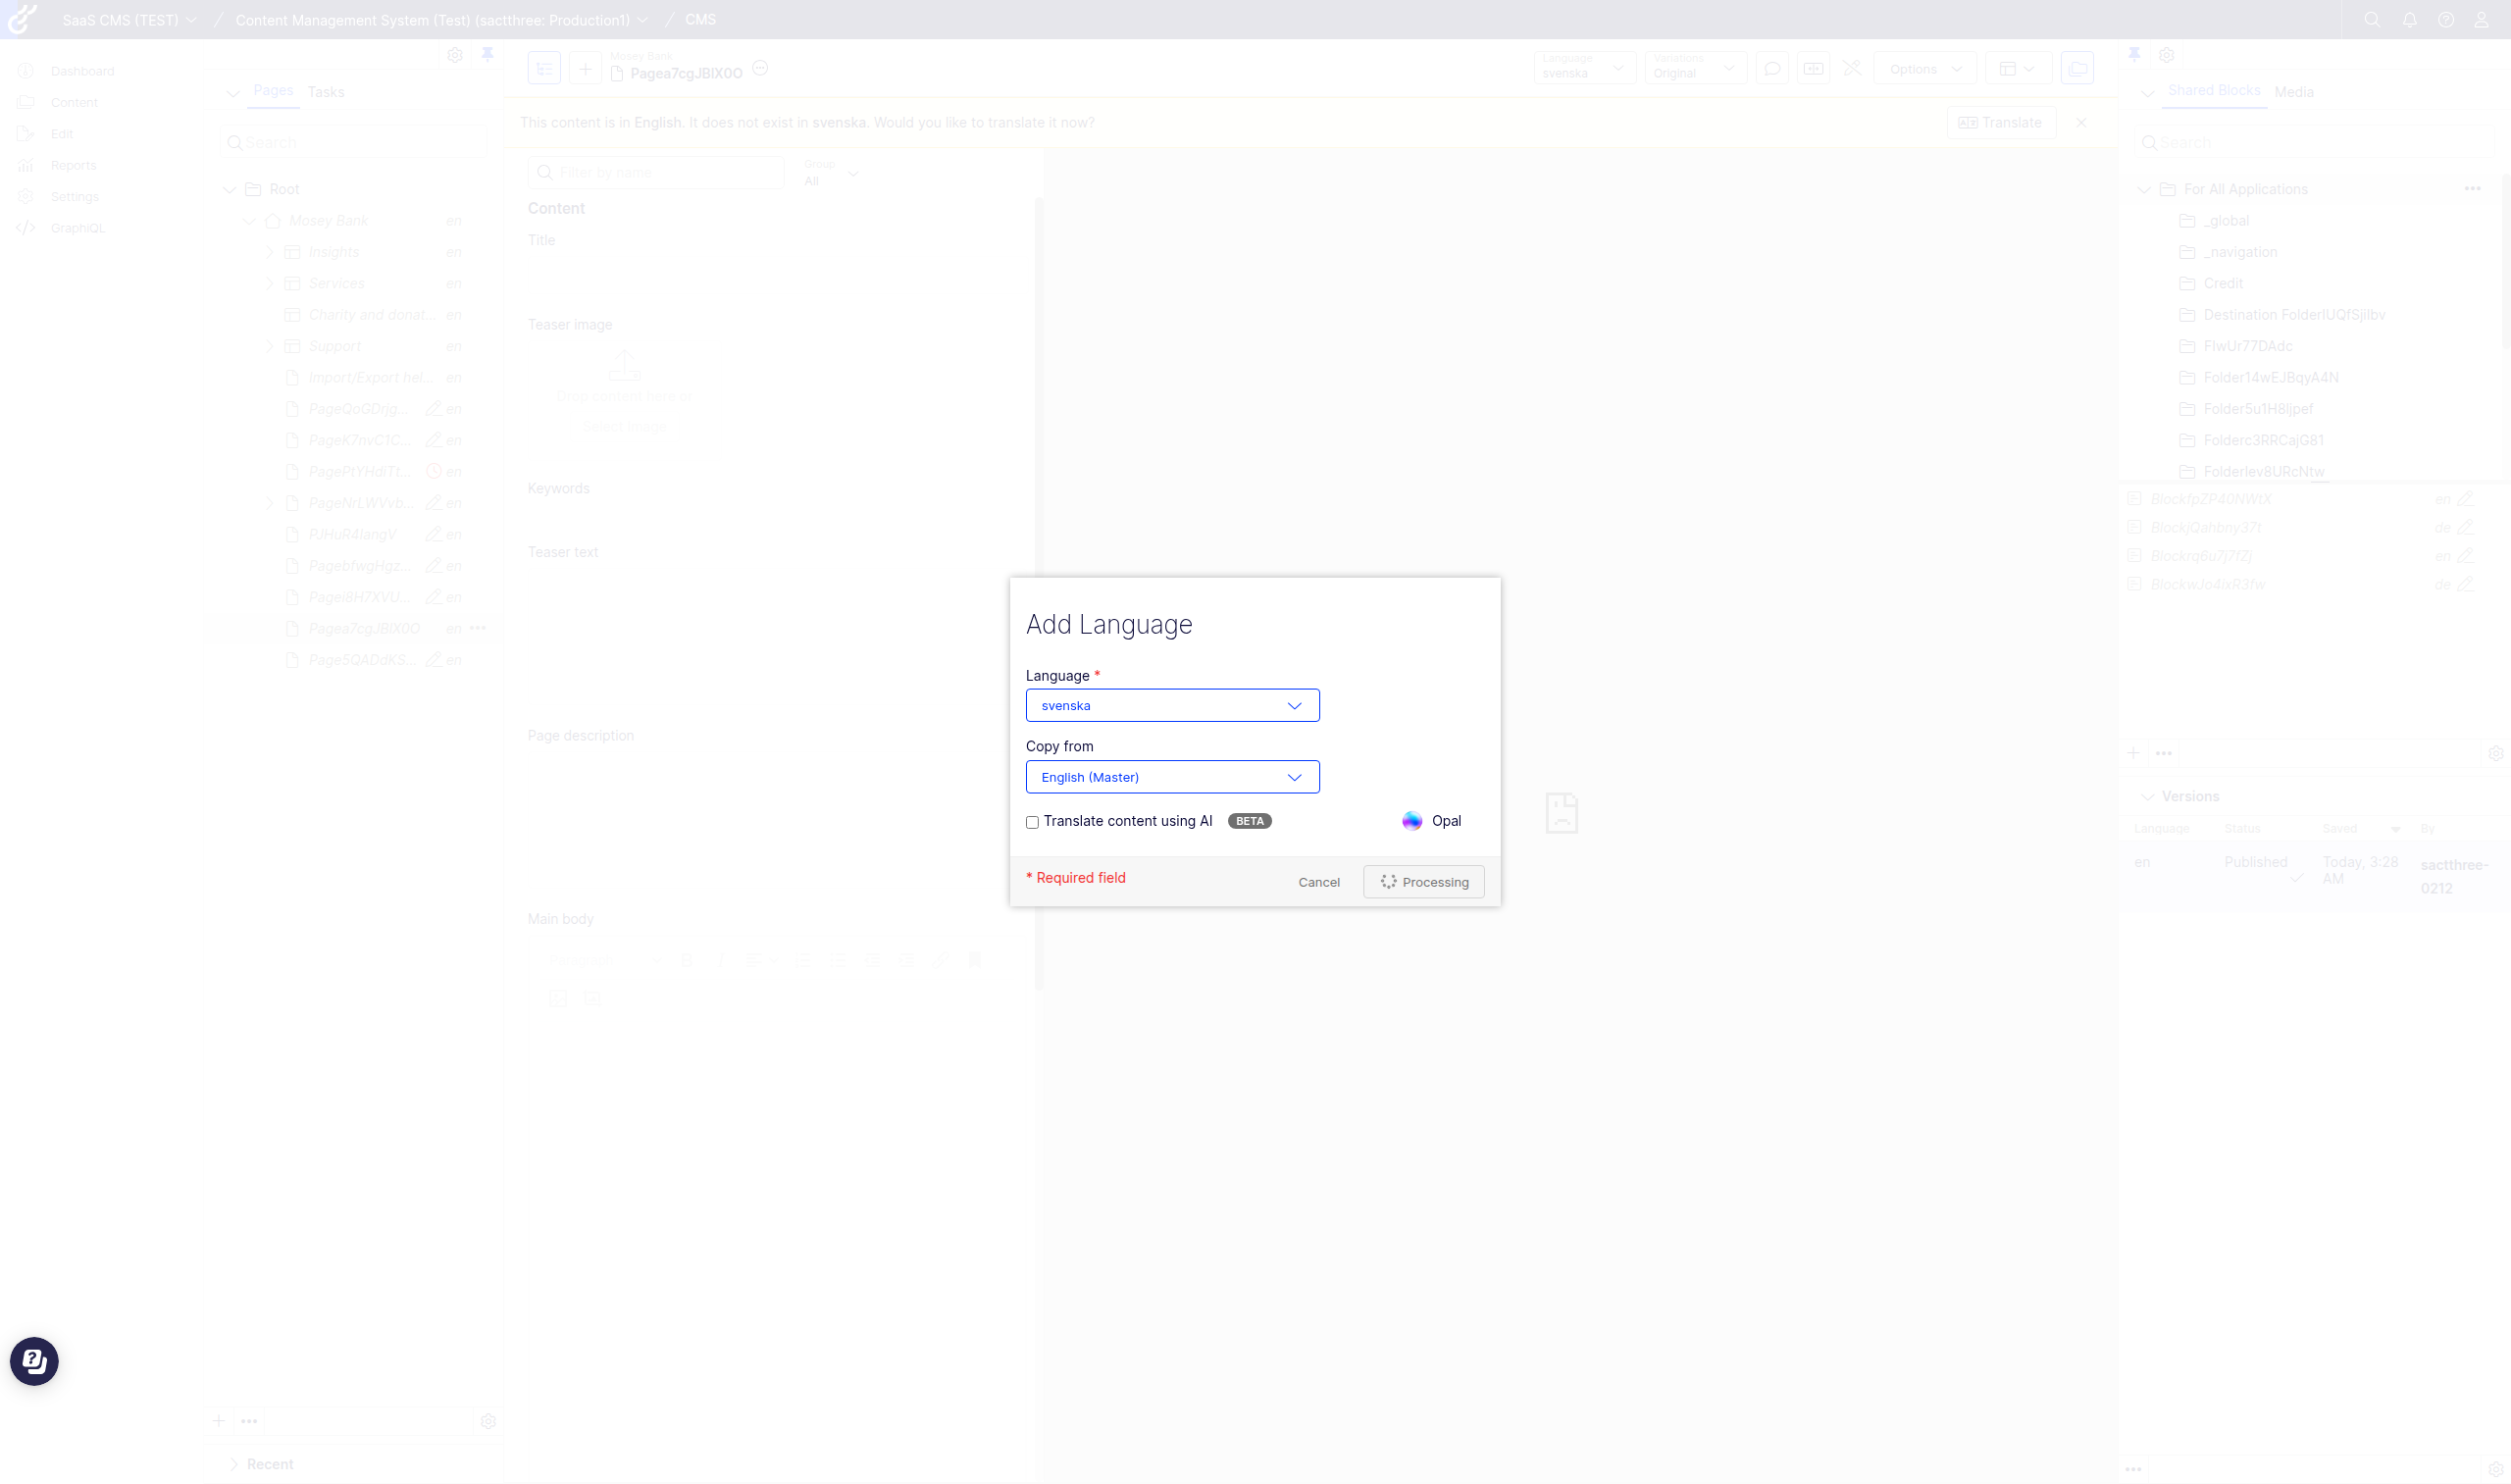 SaaS CMS (TEST) / Content Management System (Test) (sactthree: Production1) / CMS
Dashboard
Content
Edit
Reports
Settings
GraphiQL
Pages Tasks
Search
Root
Mosey Bank en
Insights en
Services en
Charity and donat... en
Support en
Import/Export hel... en
PageQoGDrjg... en
PageK7nvC1C... en
PagePtYHdiTt... en
PageNrLWVvb... en
PJHuR4IangV en
PagebfwgHgz... en
Pagei8H7XVU... en
Pagea7cgJBlX0O en
Page5QADdKS... en
Recent
Mosey Bank
Pagea7cgJBlX0O
Language
svenska
Variations
Original
Options
This content is in English. It does not exist in svenska. Would you like to translate it now?
Translate
Filter by name
Group
All
Content
Title
Teaser image
Drop content here or
Select Image
Keywords
Teaser text
Page description
Main body
Add Language
Language *
svenska
Copy from
English (Master)
Translate content using AI BETA Opal
* Required field
Cancel Processing
Shared Blocks Media
Search
For All Applications
_global
_navigation
Credit
Destination FolderIUQfSjiIbv
FIwUr77DAdc
Folder14wEJBqyA4N
Folder5u1H8ljpef
Folderc3RRCajG81
FolderIev8URcNtw
BlockfpZP40NWtX en
BlockjQahbny37t de
Blockrq6u7j7fZj en
BlockwJo4ixR3fw de
Versions
Language Status Saved By
en Published Today, 3:28 AM sactthree-0212